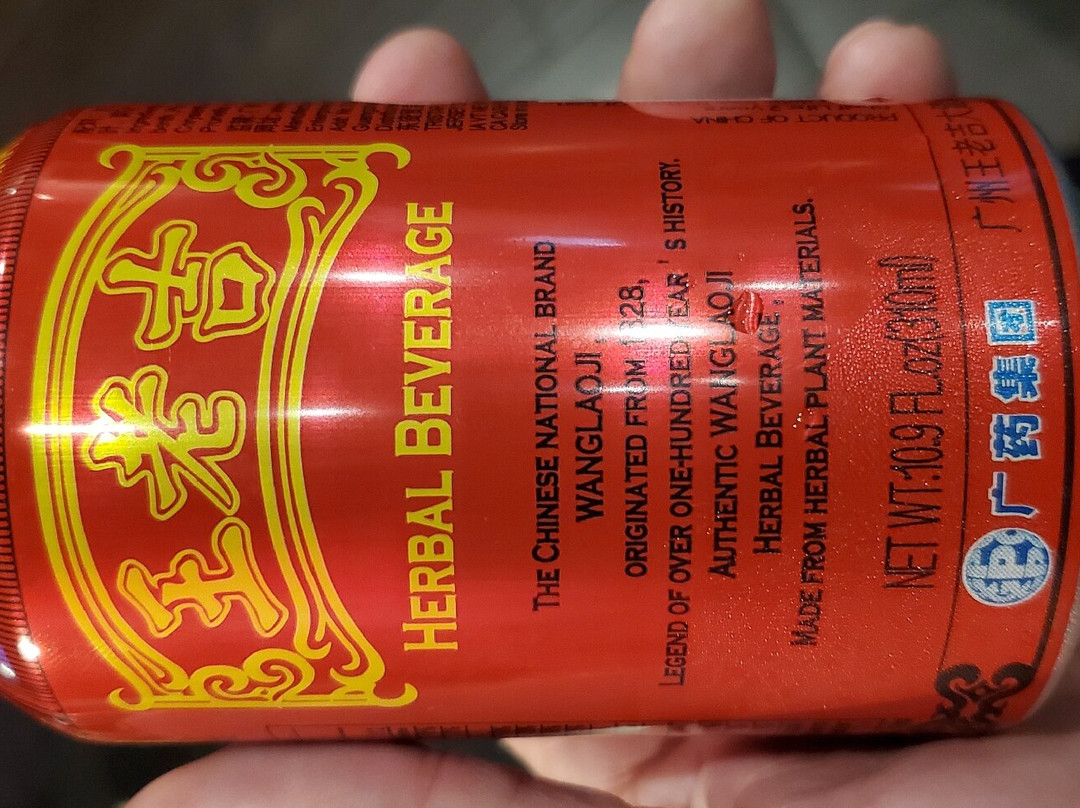 王老吉
HERBAL BEVERAGE
THE CHINESE NATIONAL BRAND
WANGLAOJI ,
ORIGINATED FROM 1828,
LEGEND OF OVER ONE-HUNDRED YEAR ' S HISTORY.
AUTHENTIC WANGLAOJI
HERBAL BEVERAGE ,
MADE FROM HERBAL PLANT MATERIALS.
NET WT:10.9 FL.oz(310ml)
广州王老吉大
广药集团
PRODUCT OF CHINA